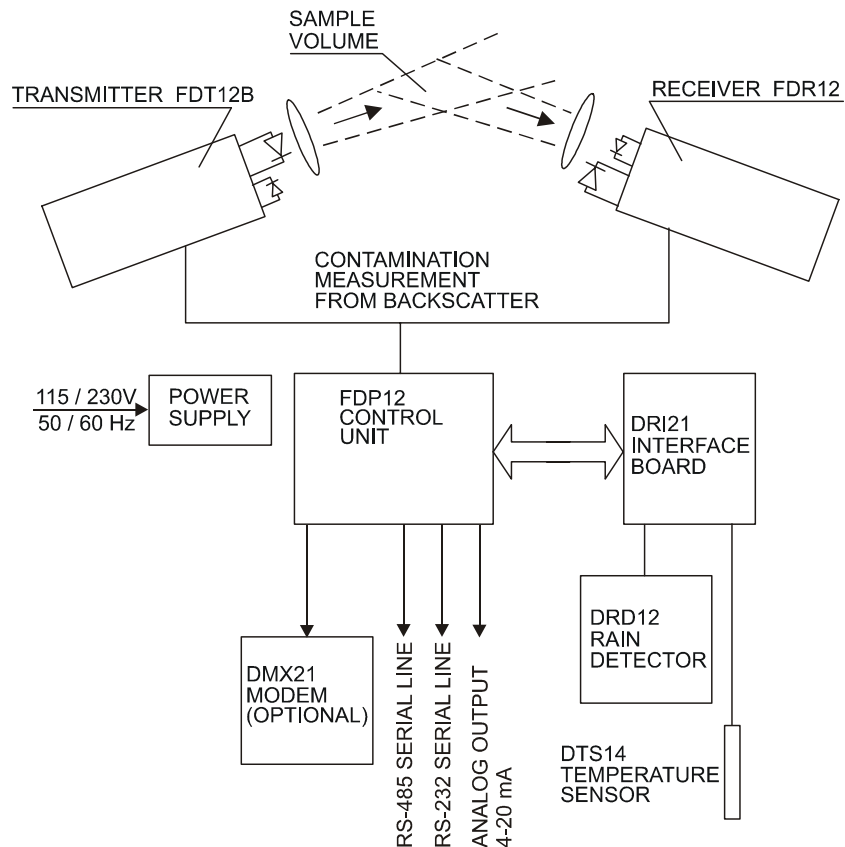 SAMPLE
VOLUME
TRANSMITTER FDT12B
RECEIVER FDR12
CONTAMINATION
MEASUREMENT
FROM BACKSCATTER
115 / 230V
50 / 60 Hz
POWER
SUPPLY
FDP12
CONTROL
UNIT
DRI21
INTERFACE
BOARD
DMX21
MODEM
(OPTIONAL)
RS-485 SERIAL LINE
RS-232 SERIAL LINE
ANALOG OUTPUT
4-20 mA
DRD12
RAIN
DETECTOR
DTS14
TEMPERATURE
SENSOR